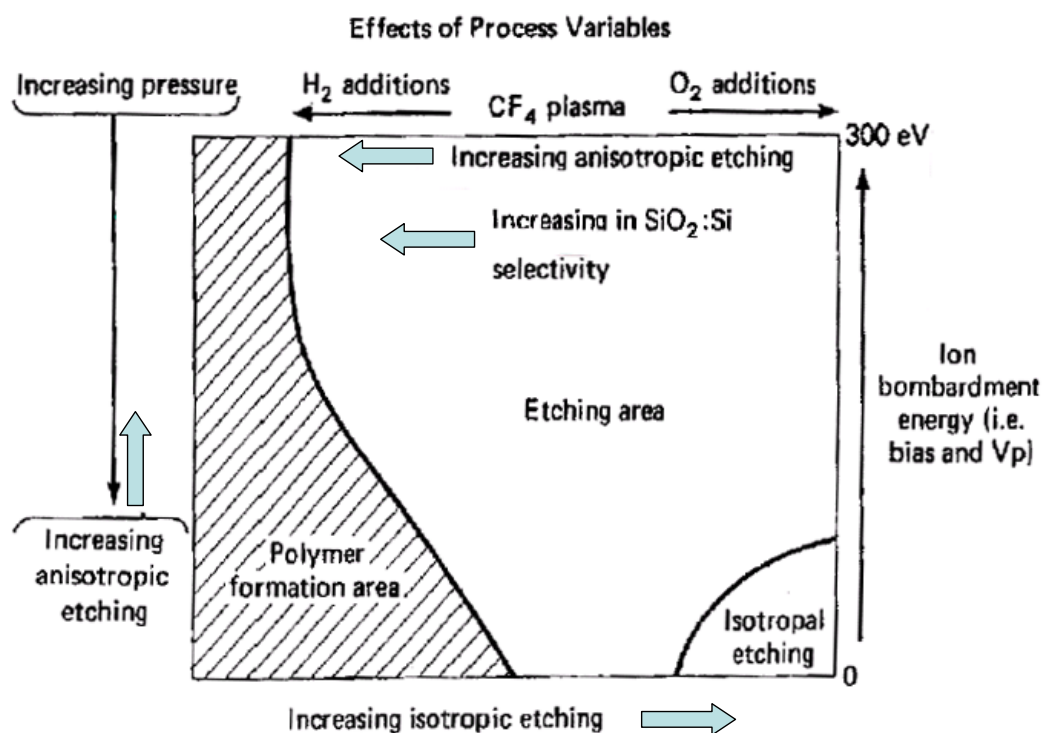 Effects of Process Variables
Increasing pressure
H2 additions
CF4 plasma
O2 additions
300 eV
Increasing anisotropic etching
Increasing in SiO2:Si
selectivity
Ion
bombardment
energy (i.e.
bias and Vp)
Etching area
Increasing
anisotropic
etching
Polymer
formation area
Isotropal
etching
0
Increasing isotropic etching